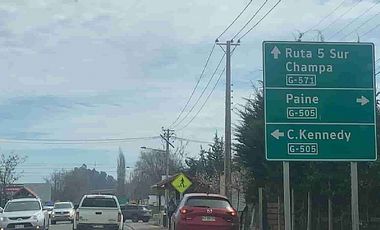 Ruta 5 Sur
Champa
G-571
Paine
G-505
C.Kennedy
G-505